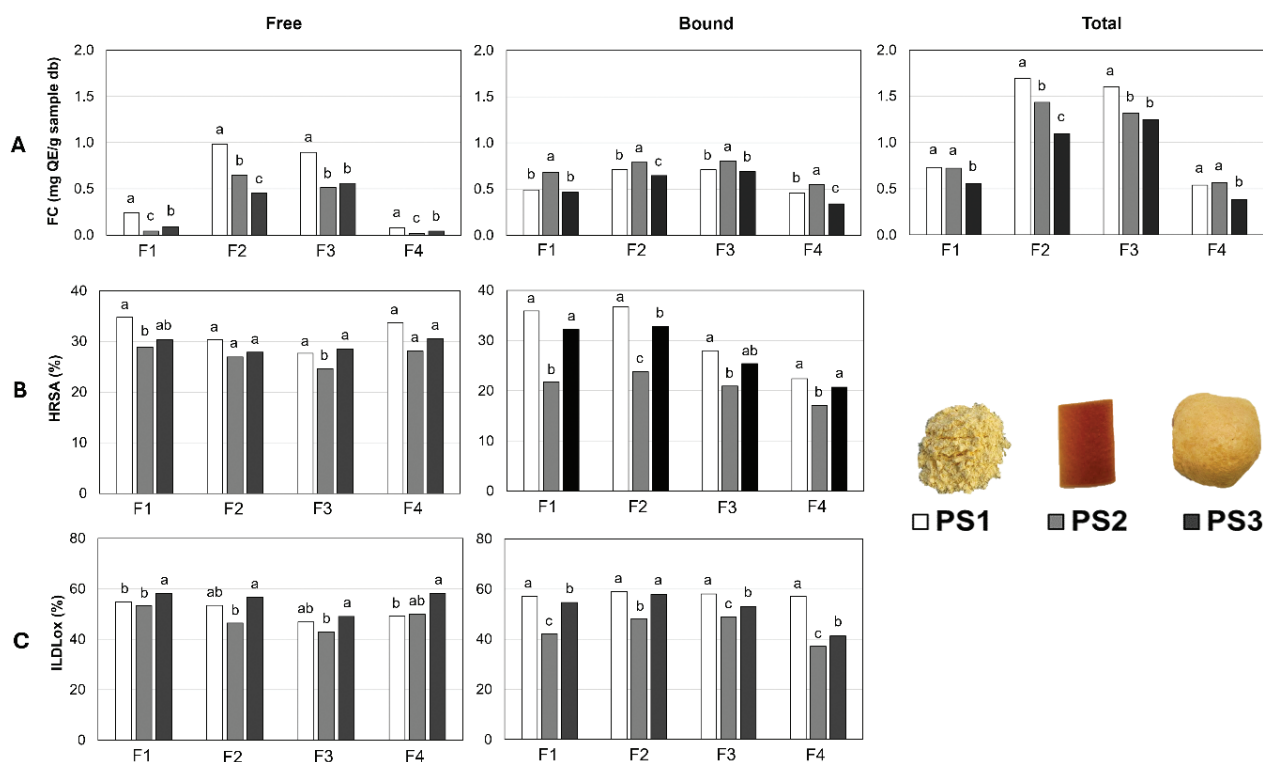 Free Bound Total
A
FC (mg QE/g sample db)
2.0 2.0 2.0
1.5 1.5 1.5
1.0 1.0 1.0
0.5 0.5 0.5
0.0 0.0 0.0
a c b a b c a b b a c b
b a b b a c b a b b a c
a a b a b c a b b a a b
F1 F2 F3 F4 F1 F2 F3 F4 F1 F2 F3 F4
B
HRSA (%)
40 40
30 30
20 20
10 10
0 0
a b ab a a a a b a a a a
a b a a c b a b ab a b a
F1 F2 F3 F4 F1 F2 F3 F4
PS1 PS2 PS3
C
ILDLox (%)
80 80
60 60
40 40
20 20
0 0
b b a ab b a ab b a b ab a
a c b a b a a c b a c b
F1 F2 F3 F4 F1 F2 F3 F4